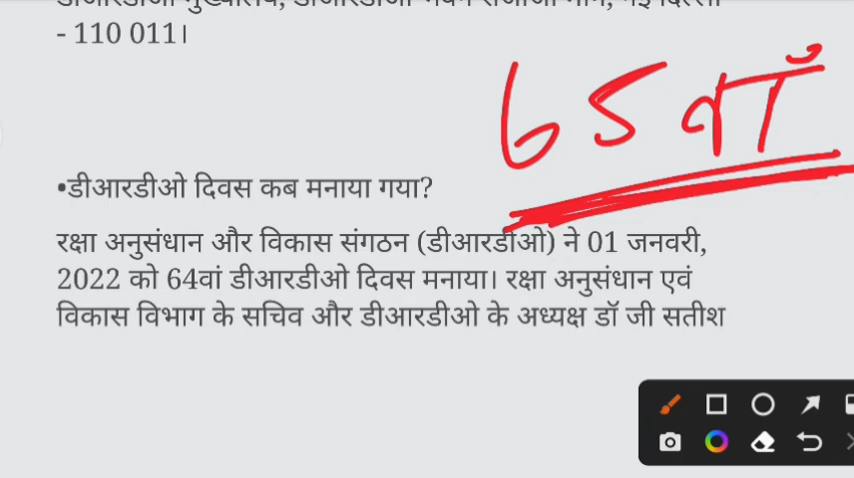 - 110 011।
65 वाँ
•डीआरडीओ दिवस कब मनाया गया?
रक्षा अनुसंधान और विकास संगठन (डीआरडीओ) ने 01 जनवरी,
2022 को 64वां डीआरडीओ दिवस मनाया। रक्षा अनुसंधान एवं
विकास विभाग के सचिव और डीआरडीओ के अध्यक्ष डॉ जी सतीश